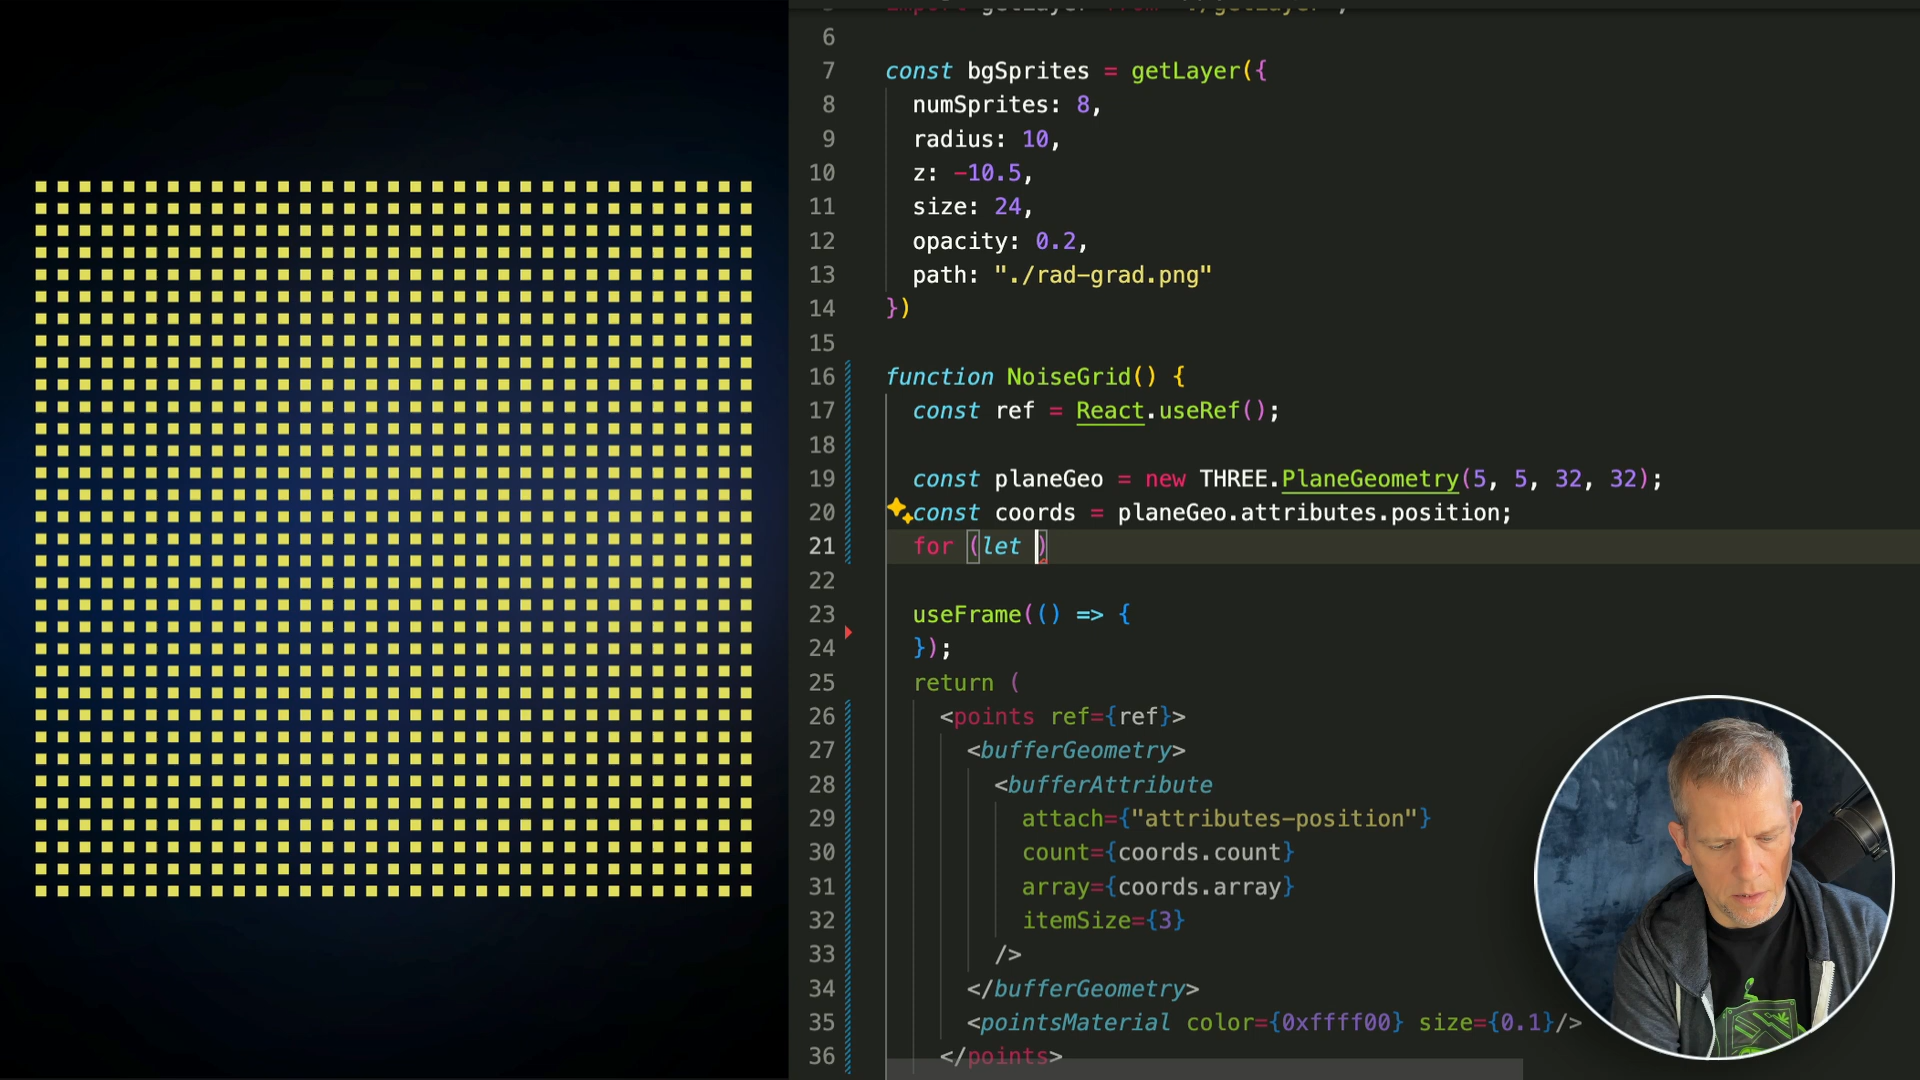 6
7 const bgSprites = getLayer({
8 numSprites: 8,
9 radius: 10,
10 z: -10.5,
11 size: 24,
12 opacity: 0.2,
13 path: "./rad-grad.png"
14 })
15
16 function NoiseGrid() {
17 const ref = React.useRef();
18
19 const planeGeo = new THREE.PlaneGeometry(5, 5, 32, 32);
20 const coords = planeGeo.attributes.position;
21 for (let )
22
23 useFrame(() => {
24 });
25 return (
26 <points ref={ref}>
27 <bufferGeometry>
28 <bufferAttribute
29 attach={"attributes-position"}
30 count={coords.count}
31 array={coords.array}
32 itemSize={3}
33 />
34 </bufferGeometry>
35 <pointsMaterial color={0xffff00} size={0.1}/>
36 </points>